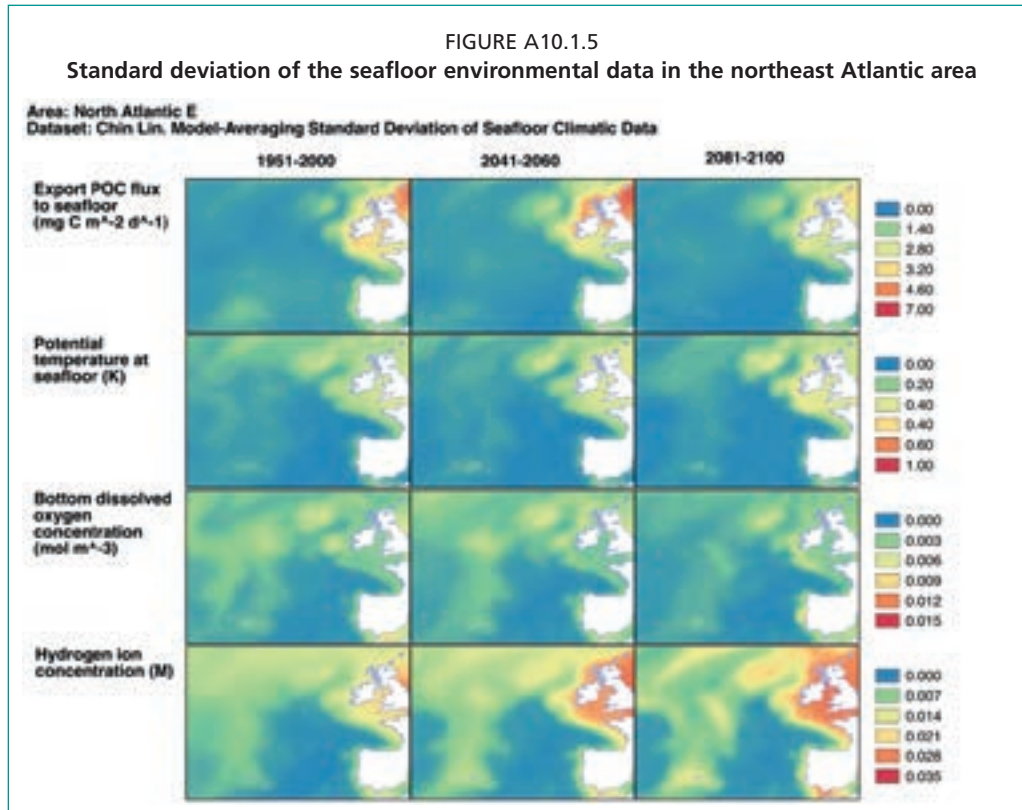 FIGURE A10.1.5
Standard deviation of the seafloor environmental data in the northeast Atlantic area
Area: North Atlantic E
Dataset: Chin Lin. Model-Averaging Standard Deviation of Seafloor Climatic Data
1951-2000 2041-2060 2081-2100
Export POC flux
to seafloor
(mg C m^-2 d^-1)
0.00
1.40
2.80
3.20
4.60
7.00
Potential
temperature at
seafloor (K)
0.00
0.20
0.40
0.40
0.60
1.00
Bottom dissolved
oxygen
concentration
(mol m^-3)
0.000
0.003
0.006
0.009
0.012
0.015
Hydrogen ion
concentration (M)
0.000
0.007
0.014
0.021
0.028
0.035